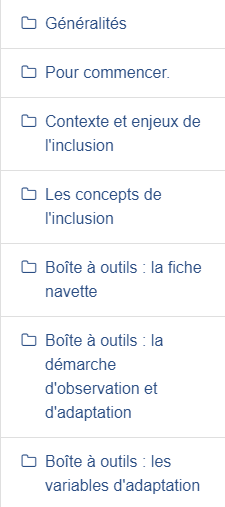 Généralités
Pour commencer.
Contexte et enjeux de
l'inclusion
Les concepts de
l'inclusion
Boîte à outils : la fiche
navette
Boîte à outils : la
démarche
d'observation et
d'adaptation
Boîte à outils : les
variables d'adaptation